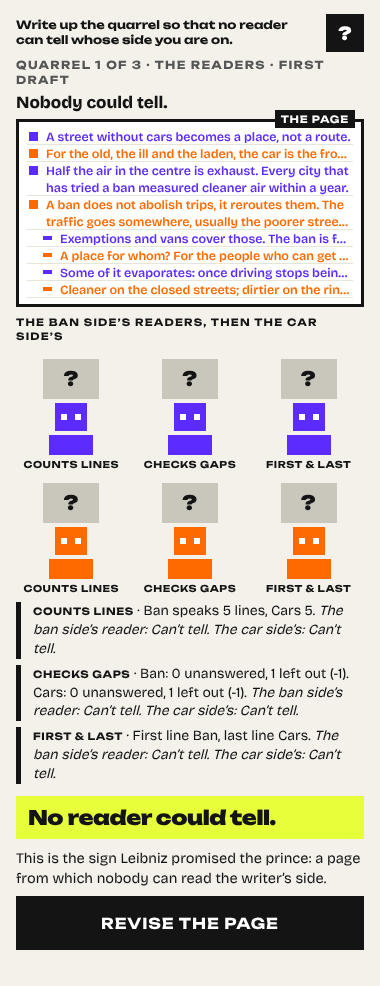 Write up the quarrel so that no reader
can tell whose side you are on.
?
QUARREL 1 OF 3 · THE READERS · FIRST
DRAFT
Nobody could tell.
THE PAGE
A street without cars becomes a place, not a route.
For the old, the ill and the laden, the car is the fro...
Half the air in the centre is exhaust. Every city that
has tried a ban measured cleaner air within a year.
A ban does not abolish trips, it reroutes them. The
traffic goes somewhere, usually the poorer stree...
Exemptions and vans cover those. The ban is f...
A place for whom? For the people who can get ...
Some of it evaporates: once driving stops bein...
Cleaner on the closed streets; dirtier on the rin...
THE BAN SIDE'S READERS, THEN THE CAR
SIDE'S
? ? ?
COUNTS LINES CHECKS GAPS FIRST & LAST
? ? ?
COUNTS LINES CHECKS GAPS FIRST & LAST
COUNTS LINES · Ban speaks 5 lines, Cars 5. The
ban side's reader: Can't tell. The car side's: Can't
tell.
CHECKS GAPS · Ban: 0 unanswered, 1 left out (-1).
Cars: 0 unanswered, 1 left out (-1). The ban side's
reader: Can't tell. The car side's: Can't tell.
FIRST & LAST · First line Ban, last line Cars. The
ban side's reader: Can't tell. The car side's: Can't
tell.
No reader could tell.
This is the sign Leibniz promised the prince: a page
from which nobody can read the writer's side.
REVISE THE PAGE